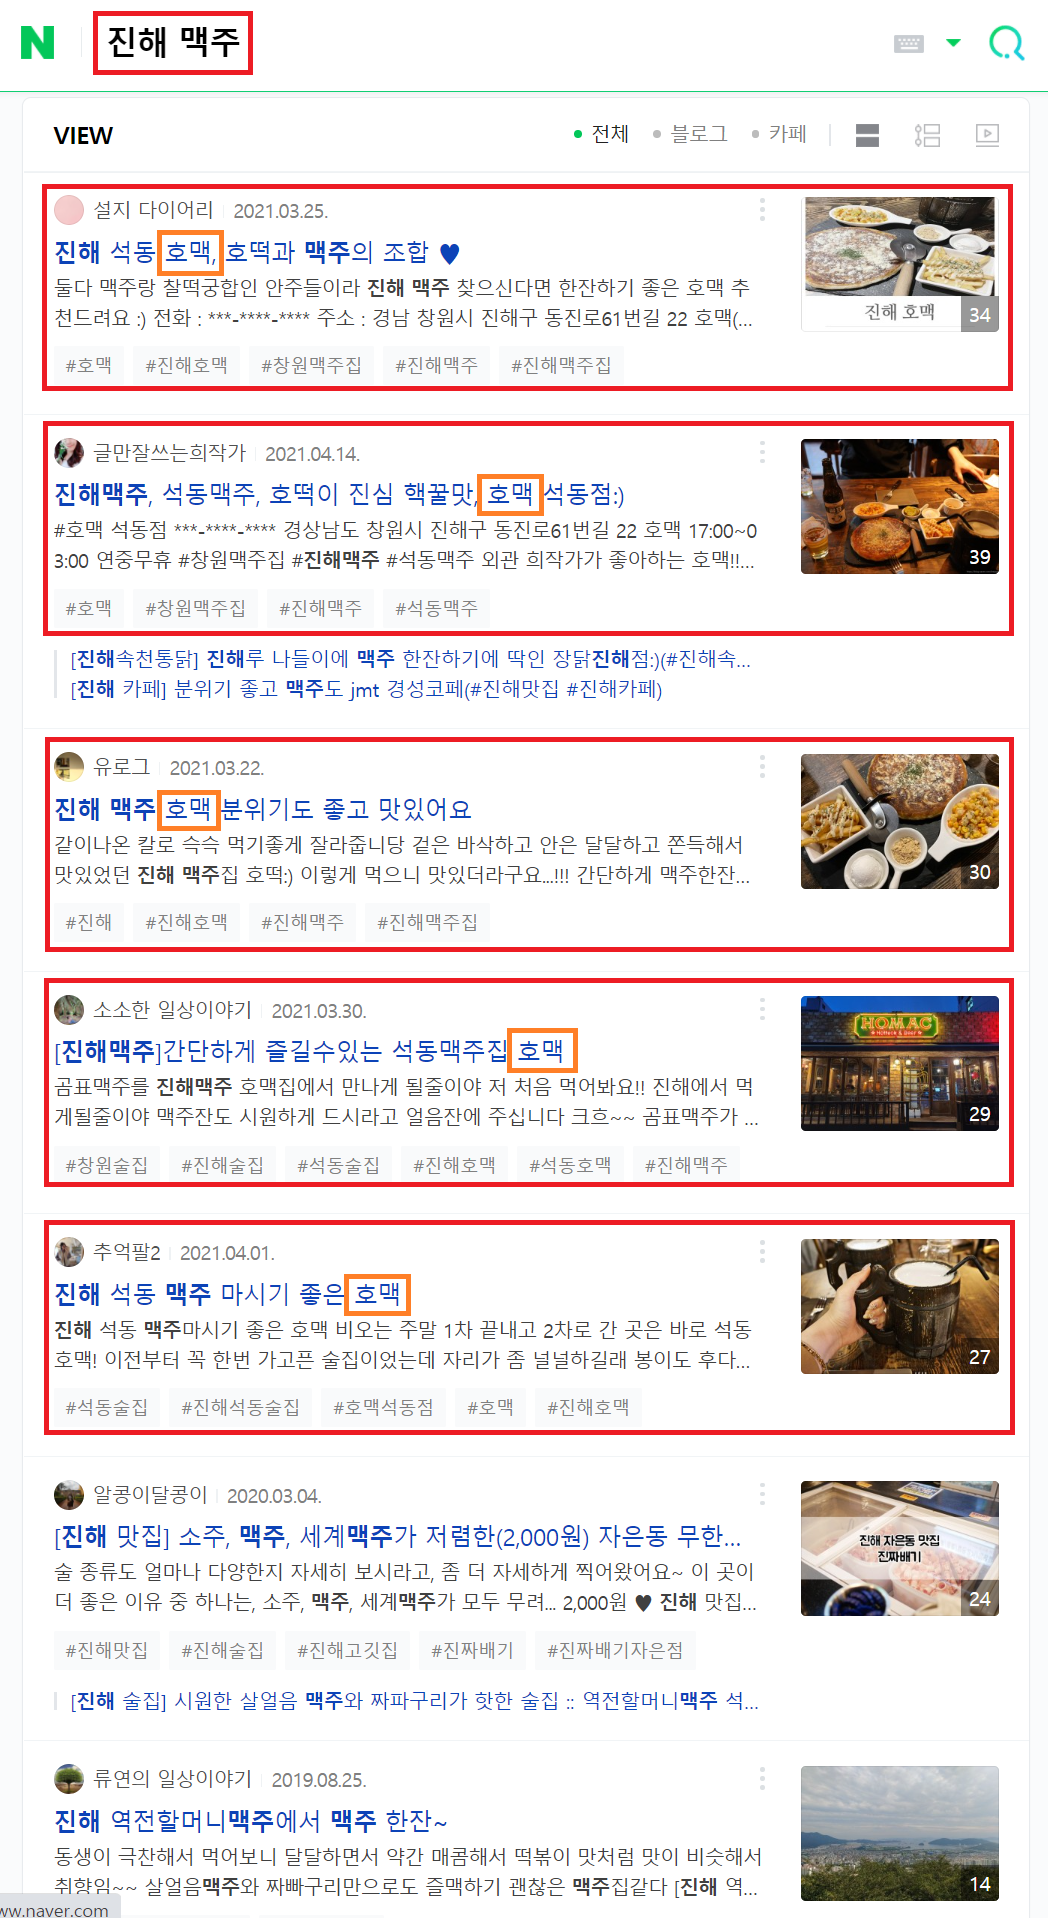 N 진해 맥주
VIEW
전체 블로그 카페
설지 다이어리 2021.03.25.
진해 석동 호맥, 호떡과 맥주의 조합 ♥
둘다 맥주랑 찰떡궁합인 안주들이라 진해 맥주 찾으신다면 한잔하기 좋은 호맥 추
천드려요 :) 전화 : ***-****-**** 주소 : 경남 창원시 진해구 동진로61번길 22 호맥(...
진해 호맥
34
#호맥 #진해호맥 #창원맥주집 #진해맥주 #진해맥주집
글만잘쓰는희작가 2021.04.14.
진해맥주, 석동맥주, 호떡이 진심 핵꿀맛, 호맥 석동점:)
#호맥 석동점 ***-****-**** 경상남도 창원시 진해구 동진로61번길 22 호맥 17:00~0
3:00 연중무휴 #창원맥주집 #진해맥주 #석동맥주 외관 희작가가 좋아하는 호맥!!...
39
#호맥 #창원맥주집 #진해맥주 #석동맥주
[진해속천통닭] 진해루 나들이에 맥주 한잔하기에 딱인 장닭진해점:)(#진해속...
[진해 카페] 분위기 좋고 맥주도 jmt 경성코페(#진해맛집 #진해카페)
유로그 2021.03.22.
진해 맥주 호맥 분위기도 좋고 맛있어요
같이나온 칼로 슥슥 먹기좋게 잘라줍니당 겉은 바삭하고 안은 달달하고 쫀득해서
맛있었던 진해 맥주집 호떡:) 이렇게 먹으니 맛있더라구요...!!! 간단하게 맥주한잔...
30
#진해 #진해호맥 #진해맥주 #진해맥주집
소소한 일상이야기 2021.03.30.
[진해맥주]간단하게 즐길수있는 석동맥주집 호맥
곰표맥주를 진해맥주 호맥집에서 만나게 될줄이야 저 처음 먹어봐요!! 진해에서 먹
게될줄이야 맥주잔도 시원하게 드시라고 얼음잔에 주십니다 크흐~~ 곰표맥주가 ...
HOMAC
29
#창원술집 #진해술집 #석동술집 #진해호맥 #석동호맥 #진해맥주
추억팔2 2021.04.01.
진해 석동 맥주 마시기 좋은 호맥
진해 석동 맥주마시기 좋은 호맥 비오는 주말 1차 끝내고 2차로 간 곳은 바로 석동
호맥! 이전부터 꼭 한번 가고픈 술집이었는데 자리가 좀 널널하길래 봉이도 후다...
27
#석동술집 #진해석동술집 #호맥석동점 #호맥 #진해호맥
알콩이달콩이 2020.03.04.
[진해 맛집] 소주, 맥주, 세계맥주가 저렴한(2,000원) 자은동 무한...
술 종류도 얼마나 다양한지 자세히 보시라고, 좀 더 자세하게 찍어왔어요~ 이 곳이
더 좋은 이유 중 하나는, 소주, 맥주, 세계맥주가 모두 무려... 2,000원 ♥ 진해 맛집...
진해 자은동 맛집
진짜배기
24
#진해맛집 #진해술집 #진해고깃집 #진짜배기 #진짜배기자은점
[진해 술집] 시원한 살얼음 맥주와 짜파구리가 핫한 술집 :: 역전할머니맥주 석...
류연의 일상이야기 2019.08.25.
진해 역전할머니맥주에서 맥주 한잔~
동생이 극찬해서 먹어보니 달달하면서 약간 매콤해서 떡볶이 맛처럼 맛이 비슷해서
취향임~~ 살얼음맥주와 짜빠구리만으로도 즐맥하기 괜찮은 맥주집같다 [진해 역...
14
ww.naver.com